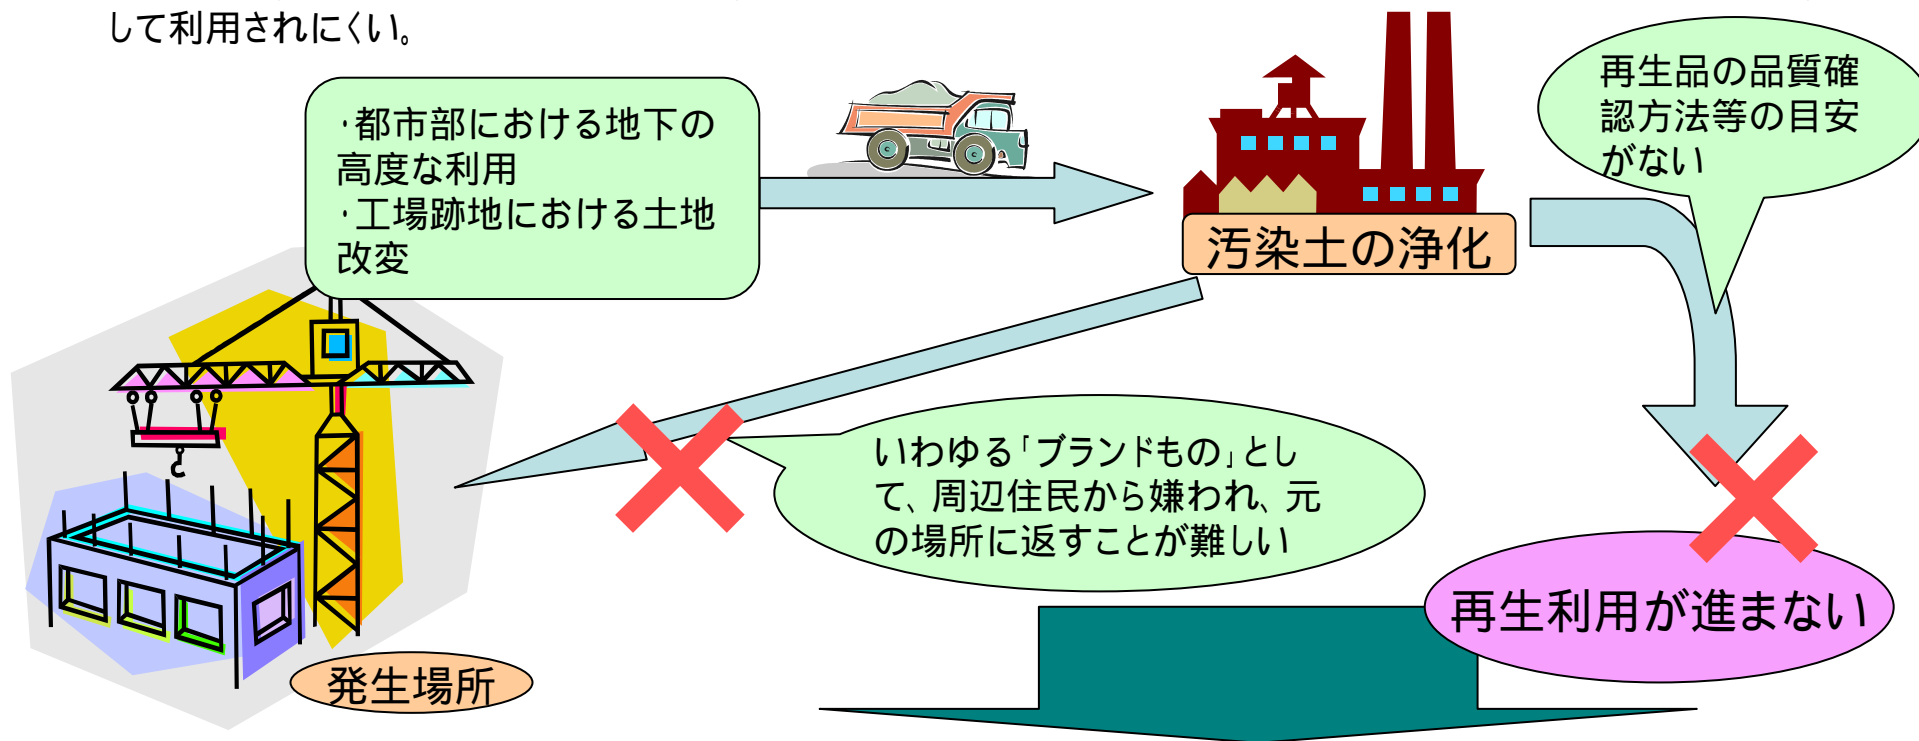 して利用されにくい。
・都市部における地下の
高度な利用
・工場跡地における土地
改変
汚染土の浄化
再生品の品質確
認方法等の目安
がない
いわゆる「ブランドもの」とし
て、周辺住民から嫌われ、元
の場所に返すことが難しい
再生利用が進まない
発生場所